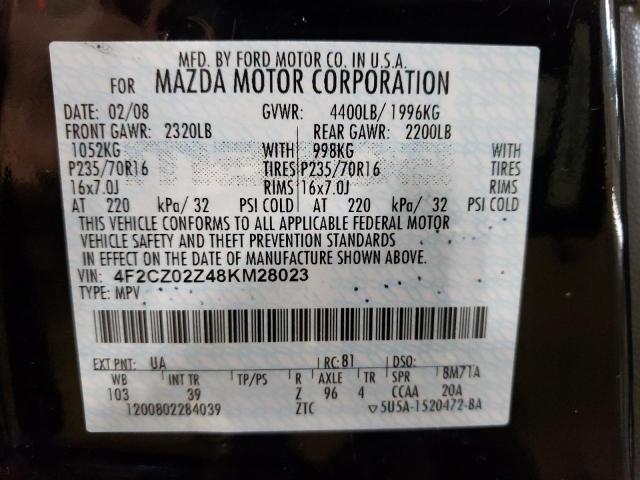 MFD. BY FORD MOTOR CO. IN U.S.A.
FOR MAZDA MOTOR CORPORATION
DATE: 02/08 GVWR: 4400LB/ 1996KG
FRONT GAWR: 2320LB REAR GAWR: 2200LB
1052KG WITH 998KG WITH
P235/70R16 TIRES P235/70R16 TIRES
16x7.0J RIMS 16x7.0J RIMS
AT 220 kPa/ 32 PSI COLD AT 220 kPa/ 32 PSI COLD
THIS VEHICLE CONFORMS TO ALL APPLICABLE FEDERAL MOTOR
VEHICLE SAFETY AND THEFT PREVENTION STANDARDS
IN EFFECT ON THE DATE OF MANUFACTURE SHOWN ABOVE.
VIN: 4F2CZ02Z48KM28023
TYPE: MPV
EXT PNT: UA RC: 81 DSO:
WB INT TR TP/PS R AXLE TR SPR 8M71A
103 39 Z 96 4 CCAA 20A
1200802284039 ZTC ▽5U5A-1520472-BA